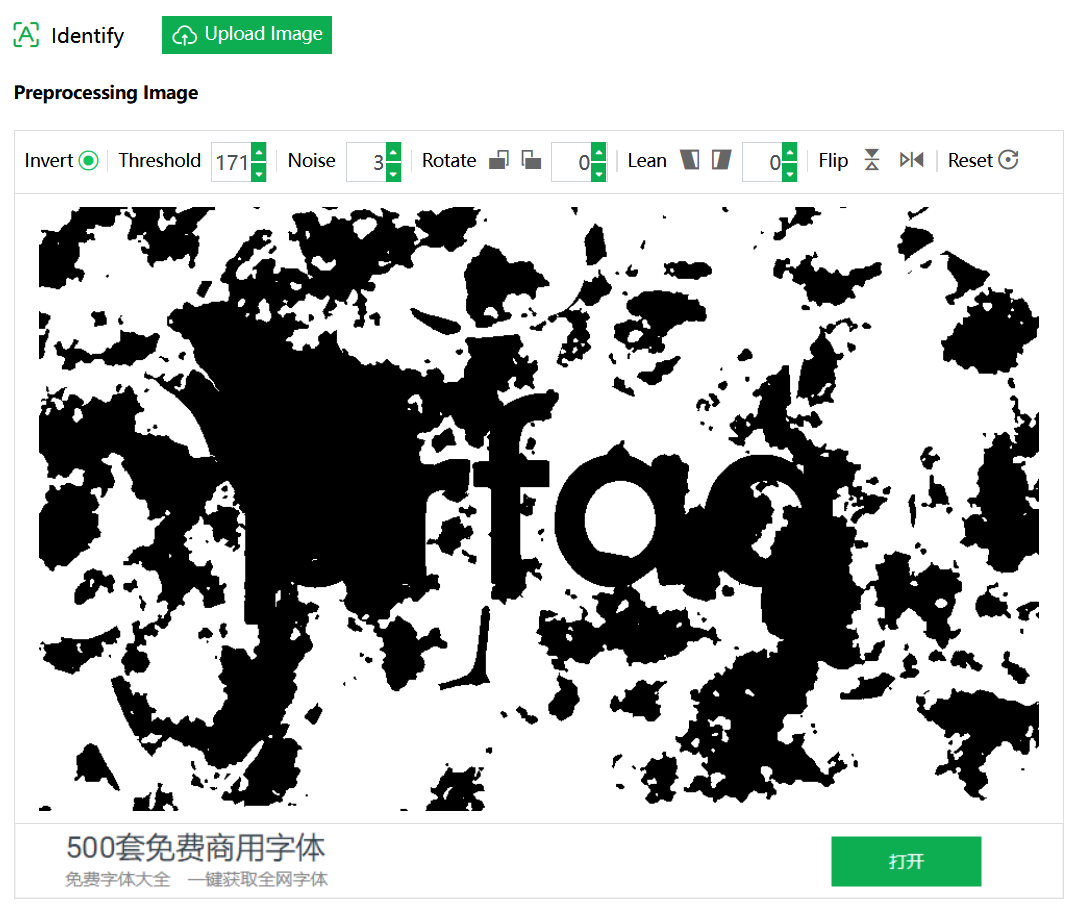 Identify Upload Image
Preprocessing Image
Invert Threshold 171 Noise 3 Rotate 0 Lean 0 Flip Reset
500套免费商用字体
免费字体大全 一键获取全网字体
打开